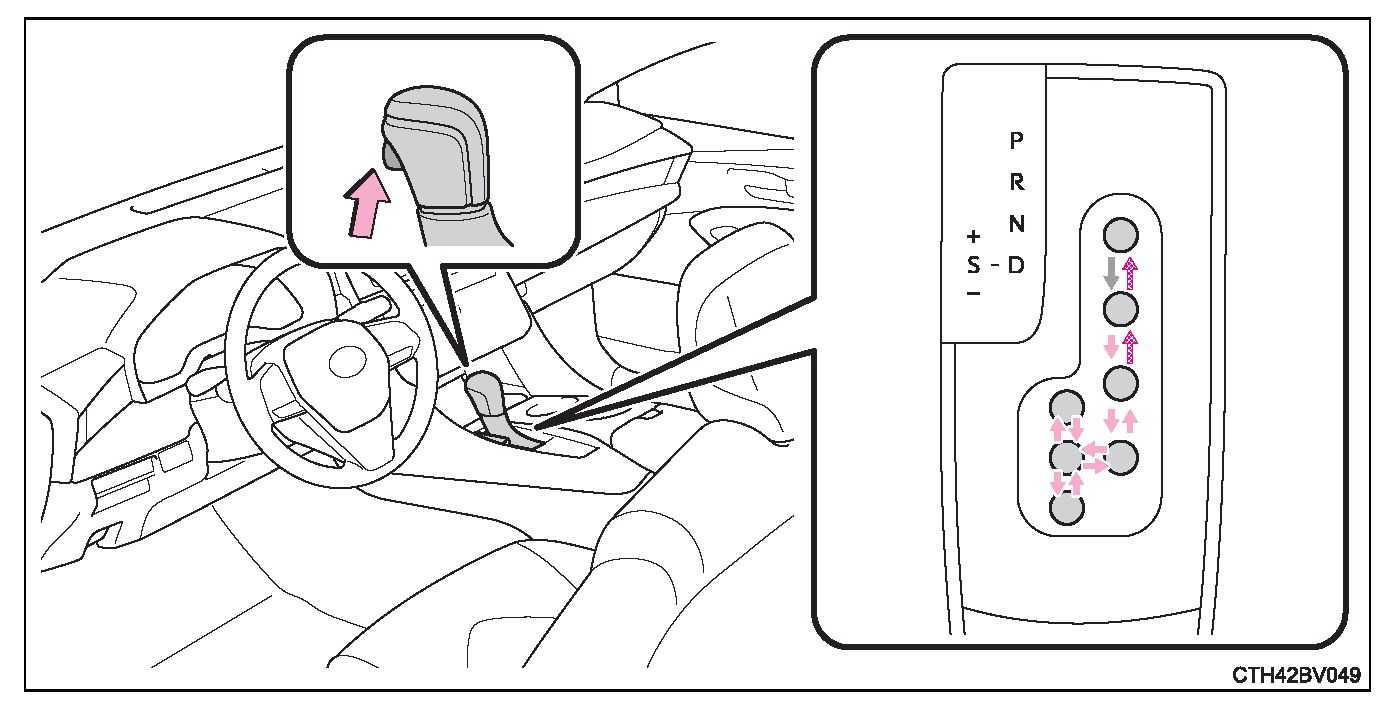 P
R
N
+
S - D
−
CTH42BV049